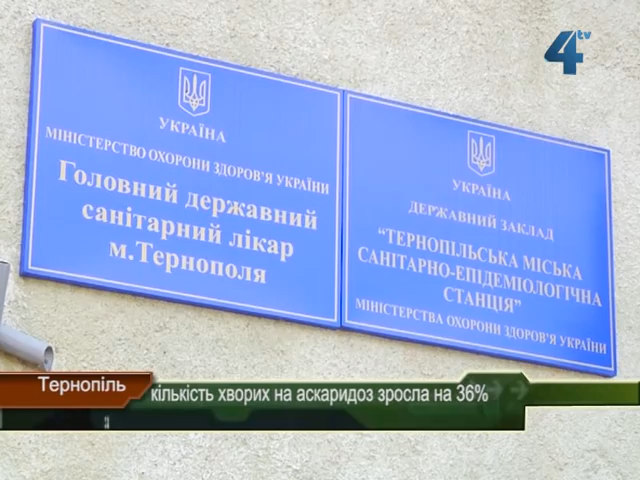 4tv
УКРАЇНА
МІНІСТЕРСТВО ОХОРОНИ ЗДОРОВ'Я УКРАЇНИ
Головний державний
санітарний лікар
м.Тернополя
УКРАЇНА
ДЕРЖАВНИЙ ЗАКЛАД
“ТЕРНОПІЛЬСЬКА МІСЬКА
САНІТАРНО-ЕПІДЕМІОЛОГІЧНА
СТАНЦІЯ”
МІНІСТЕРСТВА ОХОРОНИ ЗДОРОВ'Я УКРАЇНИ
Тернопіль
кількість хворих на аскаридоз зросла на 36%